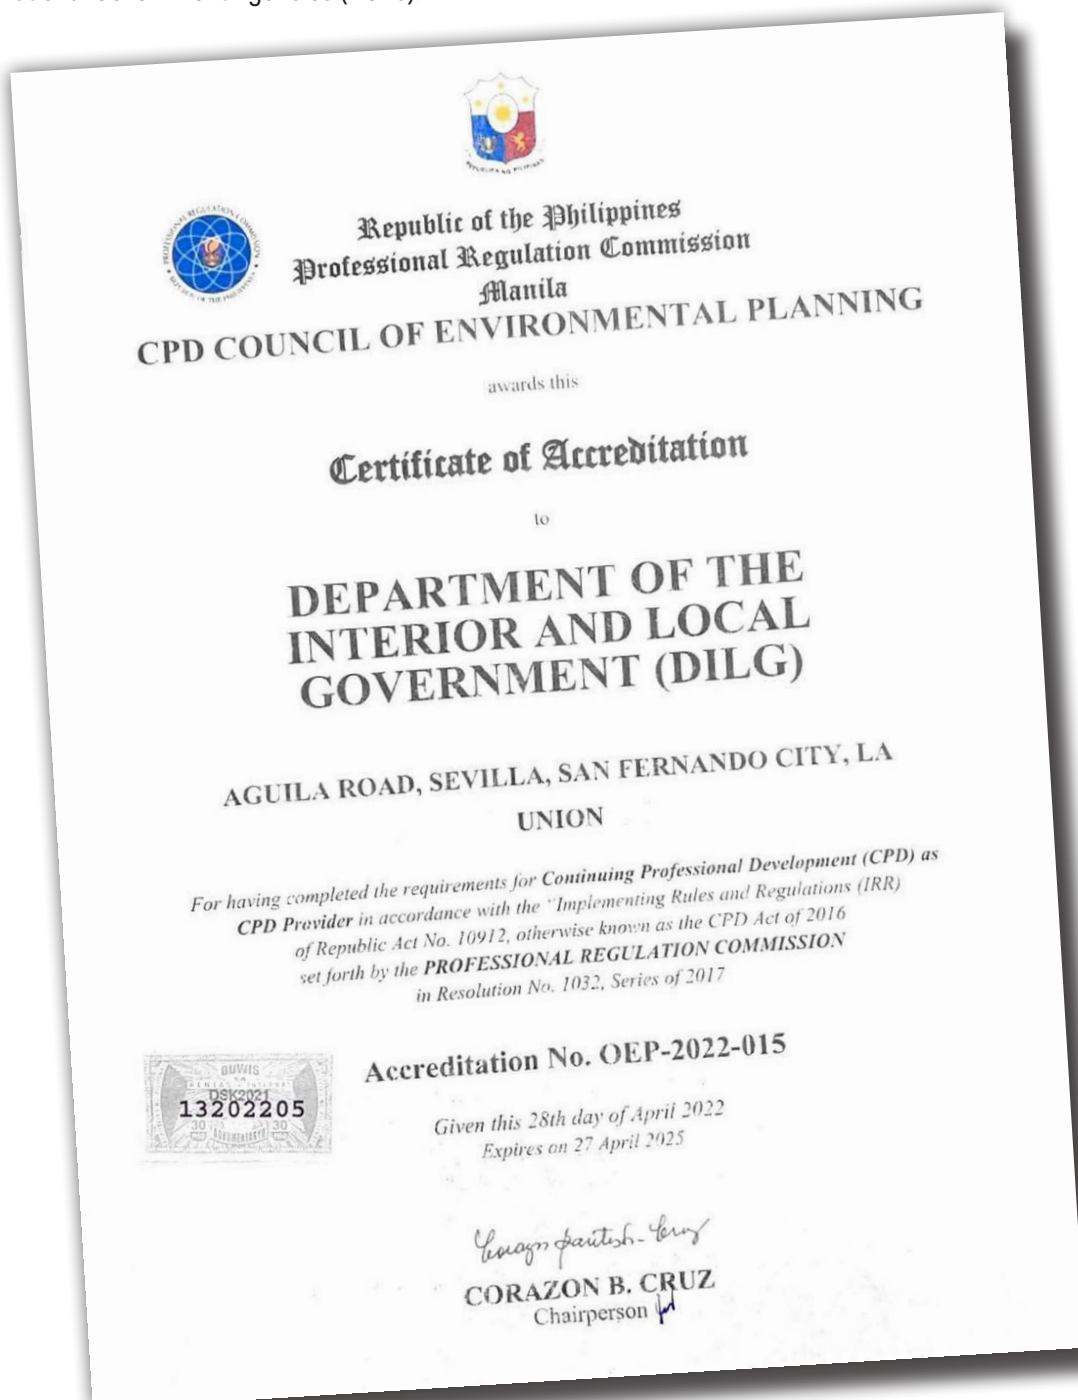 Republic of the Philippines
Professional Regulation Commission
Manila
CPD COUNCIL OF ENVIRONMENTAL PLANNING
awards this
Certificate of Accreditation
to
DEPARTMENT OF THE
INTERIOR AND LOCAL
GOVERNMENT (DILG)
AGUILA ROAD, SEVILLA, SAN FERNANDO CITY, LA
UNION
For having completed the requirements for Continuing Professional Development (CPD) as
CPD Provider in accordance with the "Implementing Rules and Regulations (IRR)
of Republic Act No. 10912, otherwise known as the CPD Act of 2016
set forth by the PROFESSIONAL REGULATION COMMISSION
in Resolution No. 1032, Series of 2017
Accreditation No. OEP-2022-015
BUWIS
DSK2021
13202205
30 30
Given this 28th day of April 2022
Expires on 27 April 2025
CORAZON B. CRUZ
Chairperson